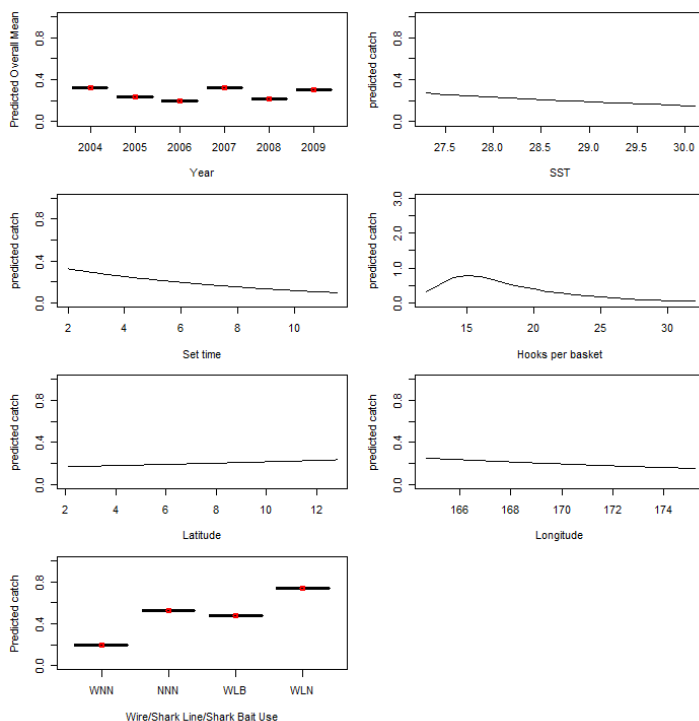 Predicted Overall Mean
0.0 0.4 0.8
2004 2005 2006 2007 2008 2009
Year
predicted catch
0.0 0.4 0.8
27.5 28.0 28.5 29.0 29.5 30.0
SST
predicted catch
0.0 0.4 0.8
2 4 6 8 10
Set time
predicted catch
0.0 1.0 2.0 3.0
15 20 25 30
Hooks per basket
predicted catch
0.0 0.4 0.8
2 4 6 8 10 12
Latitude
predicted catch
0.0 0.4 0.8
166 168 170 172 174
Longitude
Predicted catch
0.0 0.4 0.8
WNN NNN WLB WLN
Wire/Shark Line/Shark Bait Use